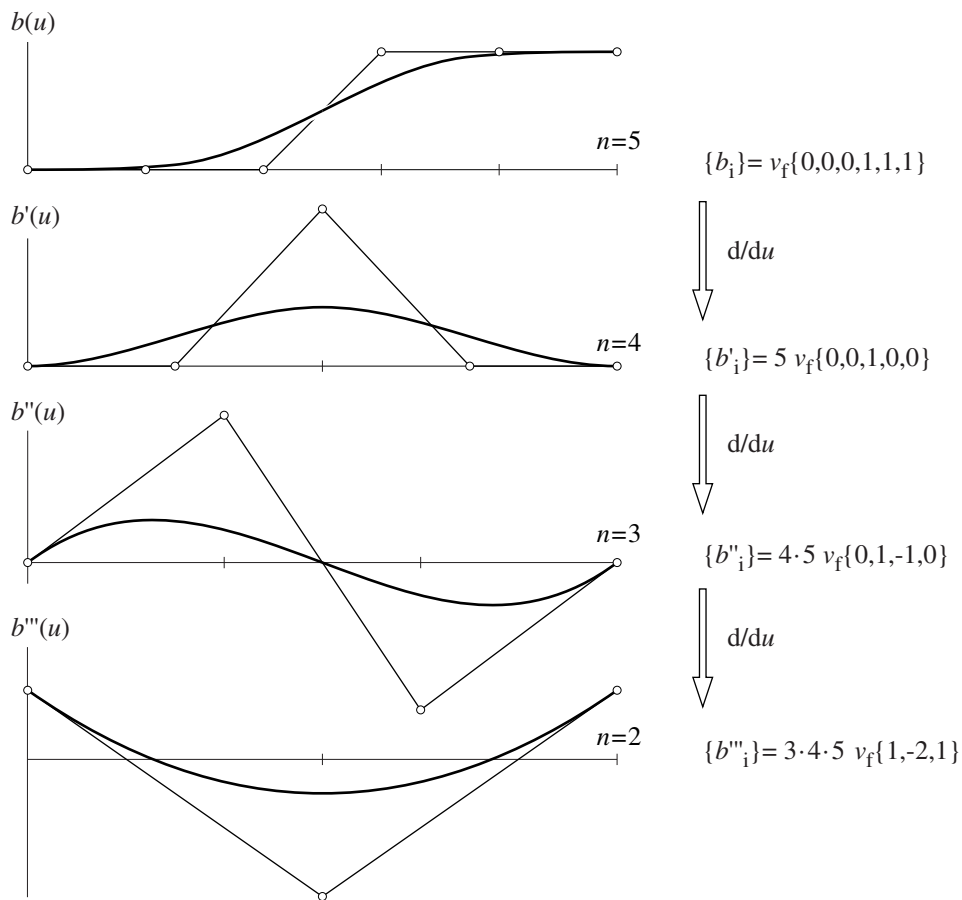 b(u)
n=5
{b_i}= v_f{0,0,0,1,1,1}
b'(u)
d/du
n=4
{b'_i}= 5 v_f{0,0,1,0,0}
b''(u)
d/du
n=3
{b''_i}= 4·5 v_f{0,1,-1,0}
b'''(u)
d/du
n=2
{b'''_i}= 3·4·5 v_f{1,-2,1}